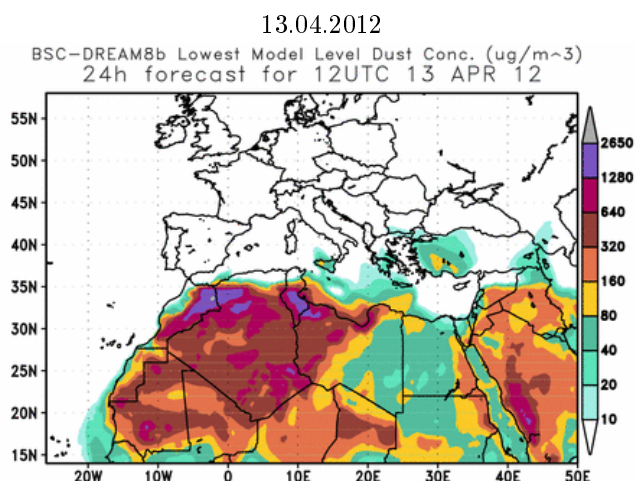 13.04.2012
BSC-DREAM8b Lowest Model Level Dust Conc. (ug/m^3)
24h forecast for 12UTC 13 APR 12
55N
50N
45N
40N
35N
30N
25N
20N
15N
20W 10W 0 10E 20E 30E 40E 50E
2650
1280
640
320
160
80
40
20
10